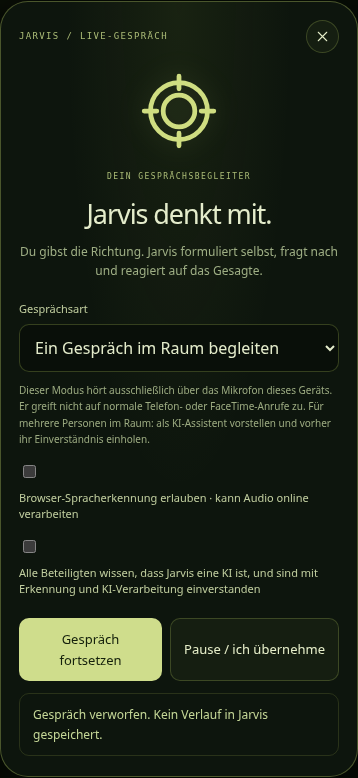 JARVIS / LIVE-GESPRÄCH
DEIN GESPRÄCHSBEGLEITER
Jarvis denkt mit.
Du gibst die Richtung. Jarvis formuliert selbst, fragt nach
und reagiert auf das Gesagte.
Gesprächsart
Ein Gespräch im Raum begleiten
Dieser Modus hört ausschließlich über das Mikrofon dieses Geräts.
Er greift nicht auf normale Telefon- oder FaceTime-Anrufe zu. Für
mehrere Personen im Raum: als KI-Assistent vorstellen und vorher
ihr Einverständnis einholen.
Browser-Spracherkennung erlauben · kann Audio online
verarbeiten
Alle Beteiligten wissen, dass Jarvis eine KI ist, und sind mit
Erkennung und KI-Verarbeitung einverstanden
Gespräch
fortsetzen
Pause / ich übernehme
Gespräch verworfen. Kein Verlauf in Jarvis
gespeichert.